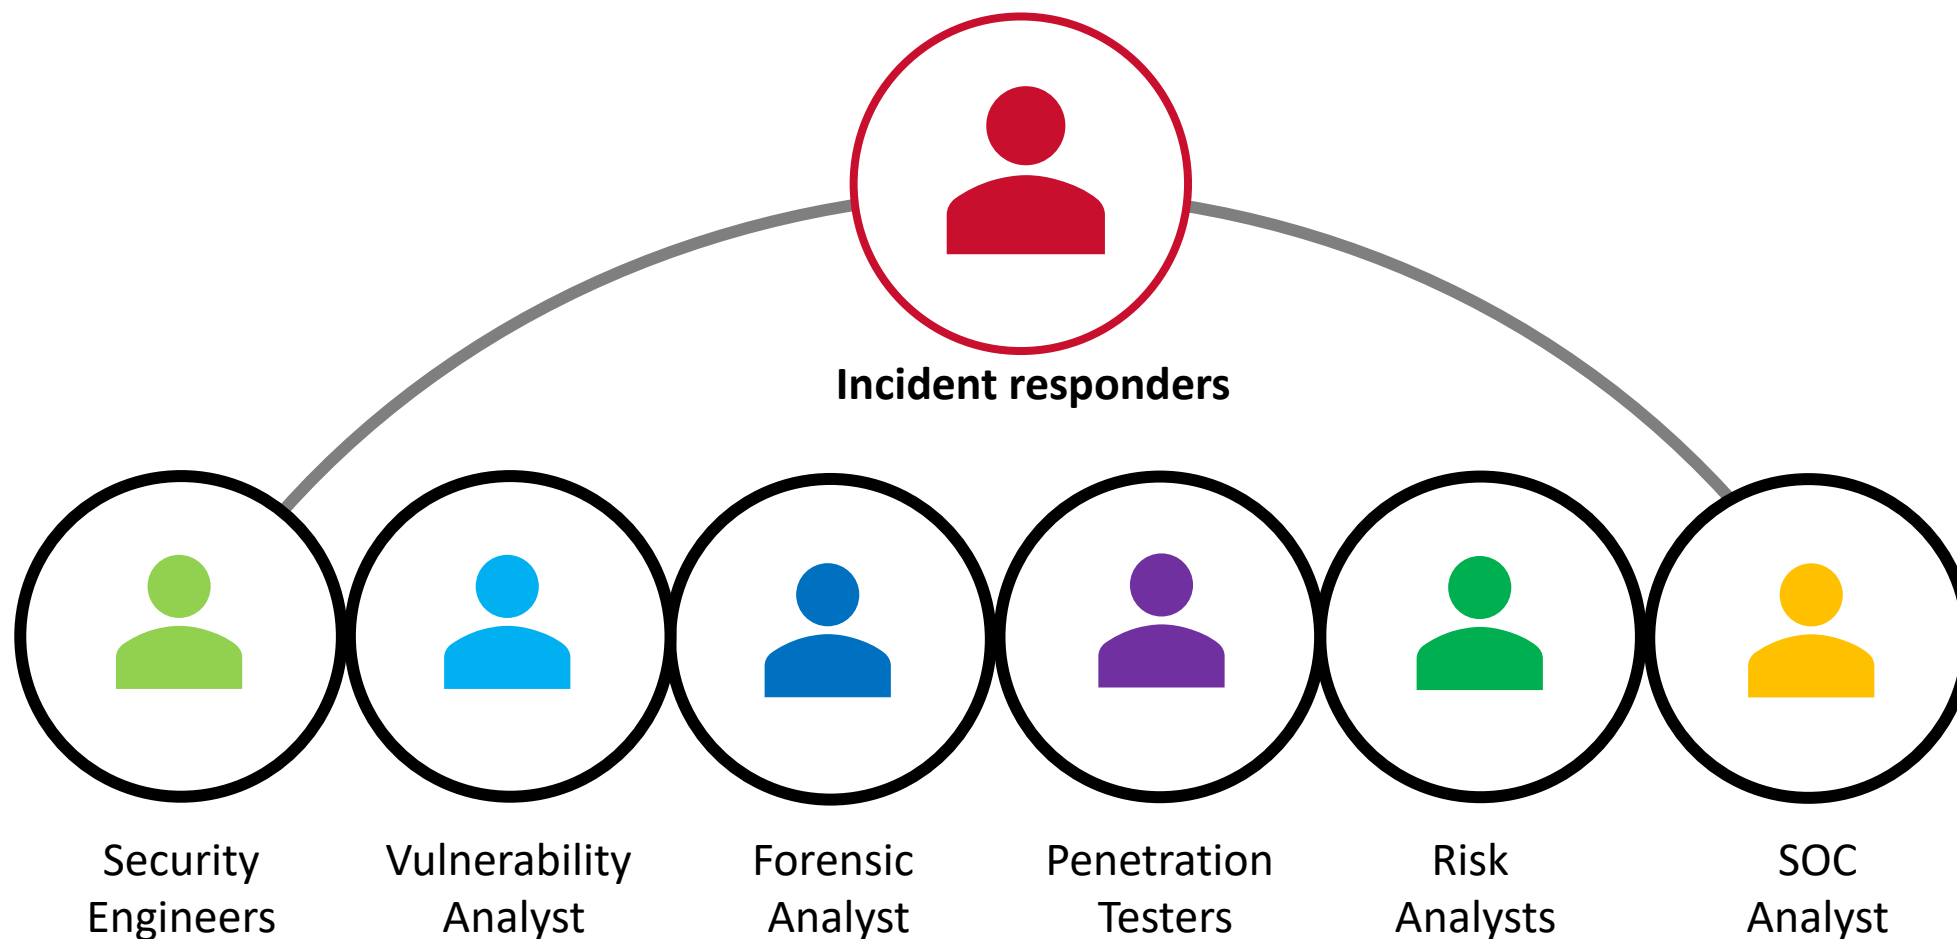 Incident responders
Security
Engineers
Vulnerability
Analyst
Forensic
Analyst
Penetration
Testers
Risk
Analysts
SOC
Analyst